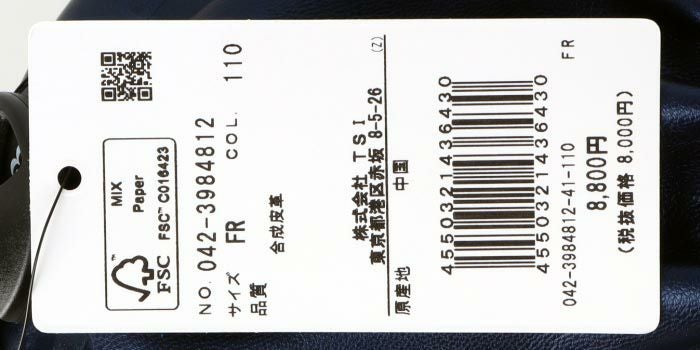 MIX
Paper
FSC FSC™ C016423
NO. 042-3984812
COL. 110
サイズ FR
品質
合成皮革
株式会社 TSI
東京都港区赤坂 8-5-26
(Z)
原産地 中国
4550321436430
4550321436430
FR
042-3984812-41-110
8,800円
(税抜価格 8,000円)